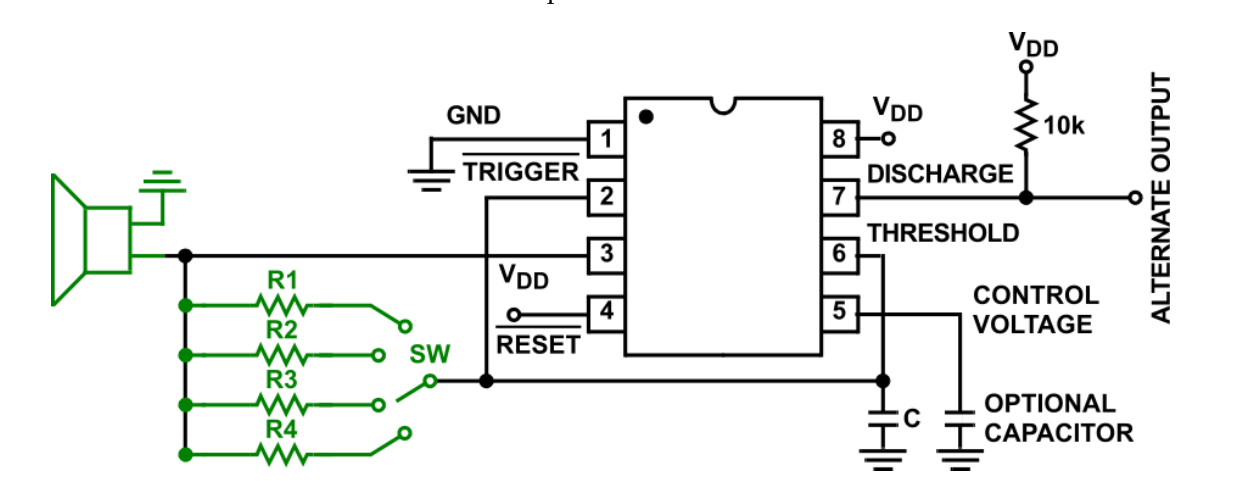 GND
TRIGGER
1
2
3
4
8
7
6
5
VDD
DISCHARGE
THRESHOLD
CONTROL
VOLTAGE
VDD
10k
ALTERNATE OUTPUT
VDD
RESET
R1
R2
R3
R4
SW
C
OPTIONAL
CAPACITOR